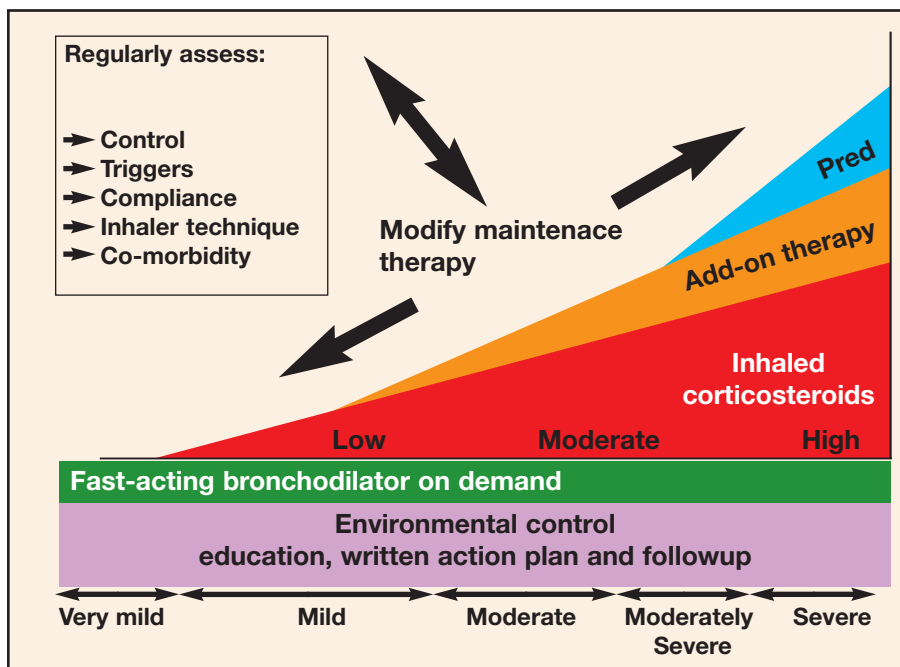 Regularly assess:
Control
Triggers
Compliance
Inhaler technique
Co-morbidity
Modify maintenace
therapy
Pred
Add-on therapy
Inhaled
corticosteroids
Low
Moderate
High
Fast-acting bronchodilator on demand
Environmental control
education, written action plan and followup
Very mild
Mild
Moderate
Moderately
Severe
Severe